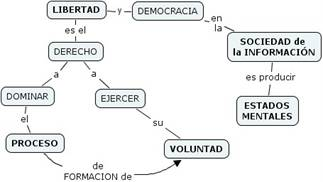 LIBERTAD y DEMOCRACIA
en
la
es el
SOCIEDAD de
la INFORMACIÓN
DERECHO
a a
es producir
DOMINAR EJERCER
ESTADOS
MENTALES
el su
PROCESO VOLUNTAD
de
FORMACION de